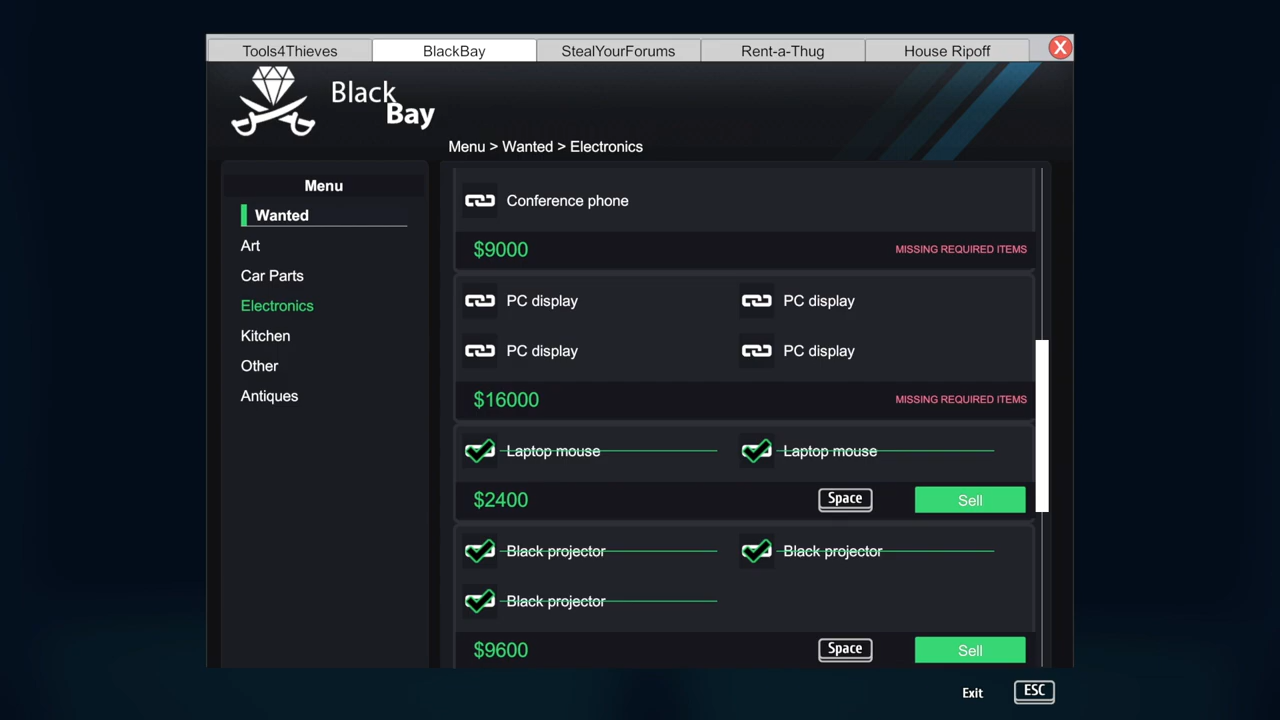 Tools4Thieves
BlackBay
StealYourForums
Rent-a-Thug
House Ripoff
X
Black
Bay
Menu > Wanted > Electronics
Menu
Wanted
Art
Car Parts
Electronics
Kitchen
Other
Antiques
Conference phone
$9000
MISSING REQUIRED ITEMS
PC display
PC display
PC display
PC display
$16000
MISSING REQUIRED ITEMS
Laptop mouse
Laptop mouse
$2400
Space
Sell
Black projector
Black projector
Black projector
$9600
Space
Sell
Exit
ESC